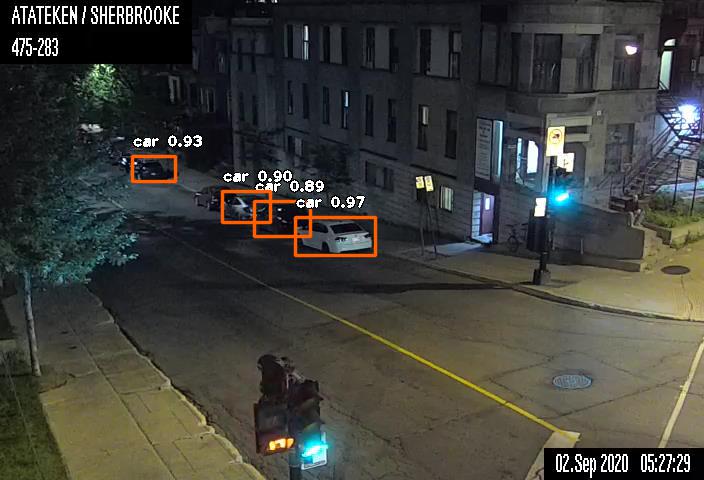 ATATEKEN / SHERBROOKE
475-283
car 0.93
car 0.90
car 0.89
car 0.97
02.Sep 2020 05:27:29